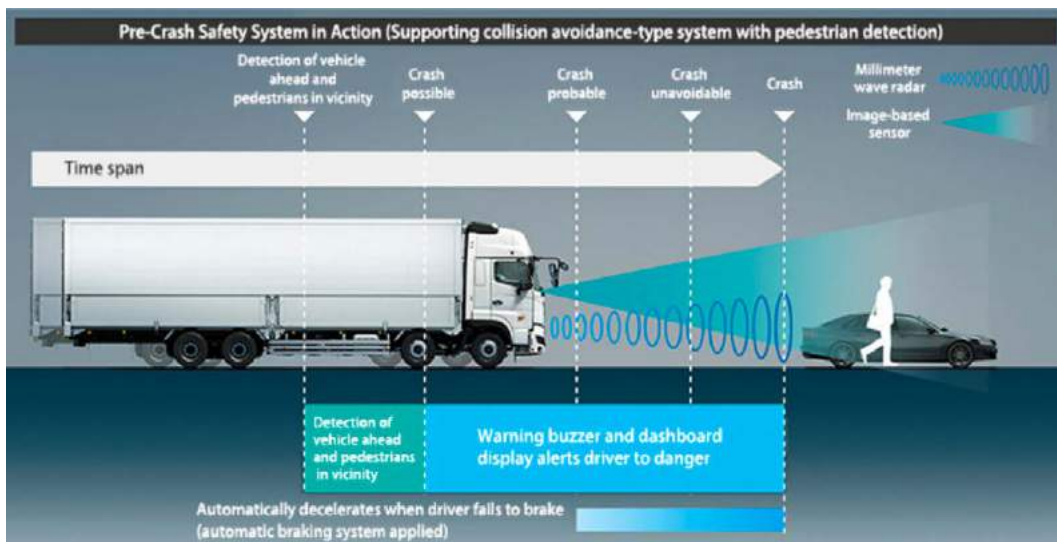 Pre-Crash Safety System in Action (Supporting collision avoidance-type system with pedestrian detection)
Detection of vehicle
ahead and
pedestrians in vicinity
Crash
possible
Crash
probable
Crash
unavoidable
Crash
Millimeter
wave radar
Image-based
sensor
Time span
Detection of
vehicle ahead
and pedestrians
in vicinity
Warning buzzer and dashboard
display alerts driver to danger
Automatically decelerates when driver fails to brake
(automatic braking system applied)